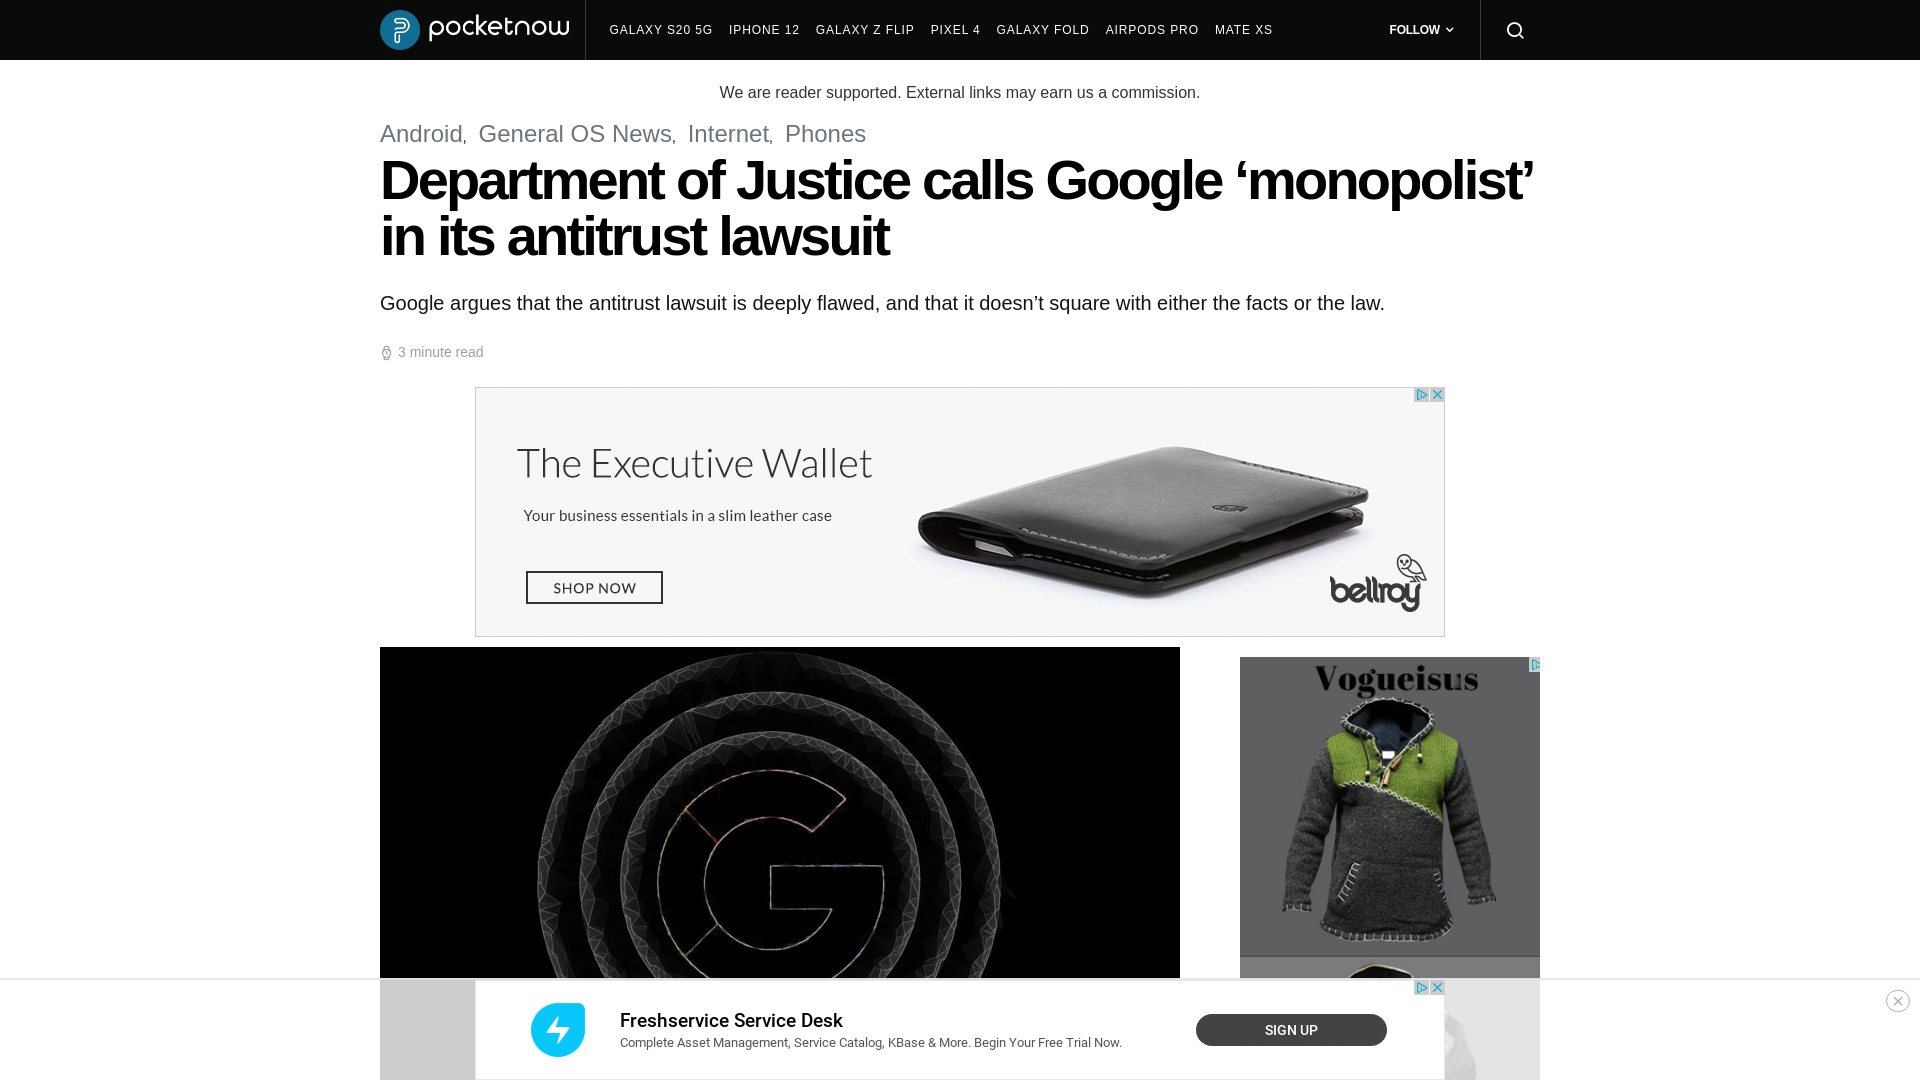 pocketnow
GALAXY S20 5G IPHONE 12 GALAXY Z FLIP PIXEL 4 GALAXY FOLD AIRPODS PRO MATE XS FOLLOW
We are reader supported. External links may earn us a commission.
Android, General OS News, Internet, Phones
Department of Justice calls Google ‘monopolist’
in its antitrust lawsuit
Google argues that the antitrust lawsuit is deeply flawed, and that it doesn’t square with either the facts or the law.
3 minute read
The Executive Wallet
Your business essentials in a slim leather case
SHOP NOW
bellroy
Vogueisus
Freshservice Service Desk
Complete Asset Management, Service Catalog, KBase & More. Begin Your Free Trial Now.
SIGN UP